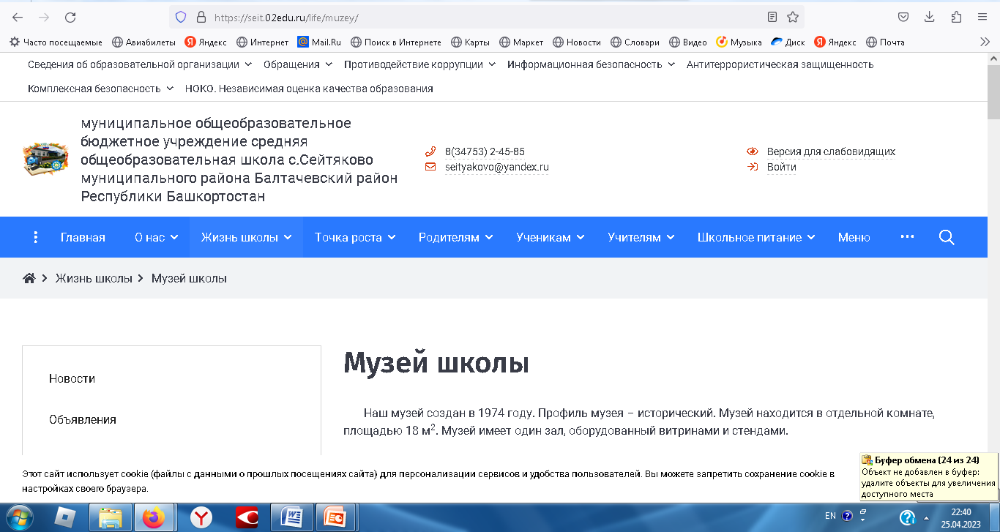 https://seit.02edu.ru/life/muzey/
Часто посещаемые Авиабилеты Яндекс Интернет Mail.Ru Поиск в Интернете Карты Маркет Новости Словари Видео Музыка Диск Яндекс Почта
Сведения об образовательной организации Обращения Противодействие коррупции Информационная безопасность Антитеррористическая защищенность
Комплексная безопасность НОКО. Независимая оценка качества образования
муниципальное общеобразовательное
бюджетное учреждение средняя
общеобразовательная школа с.Сейтяково
муниципального района Балтачевский район
Республики Башкортостан
8(34753) 2-45-85
seityakovo@yandex.ru
Версия для слабовидящих
Войти
Главная О нас Жизнь школы Точка роста Родителям Ученикам Учителям Школьное питание Меню
Жизнь школы Музей школы
Новости
Объявления
Музей школы
Наш музей создан в 1974 году. Профиль музея – исторический. Музей находится в отдельной комнате,
площадью 18 м². Музей имеет один зал, оборудованный витринами и стендами.
Этот сайт использует cookie (файлы с данными о прошлых посещениях сайта) для персонализации сервисов и удобства пользователей. Вы можете запретить сохранение cookie в
настройках своего браузера.
Буфер обмена (24 из 24)
Объект не добавлен в буфер:
удалите объекты для увеличения
доступного места
EN
22:40
25.04.2023